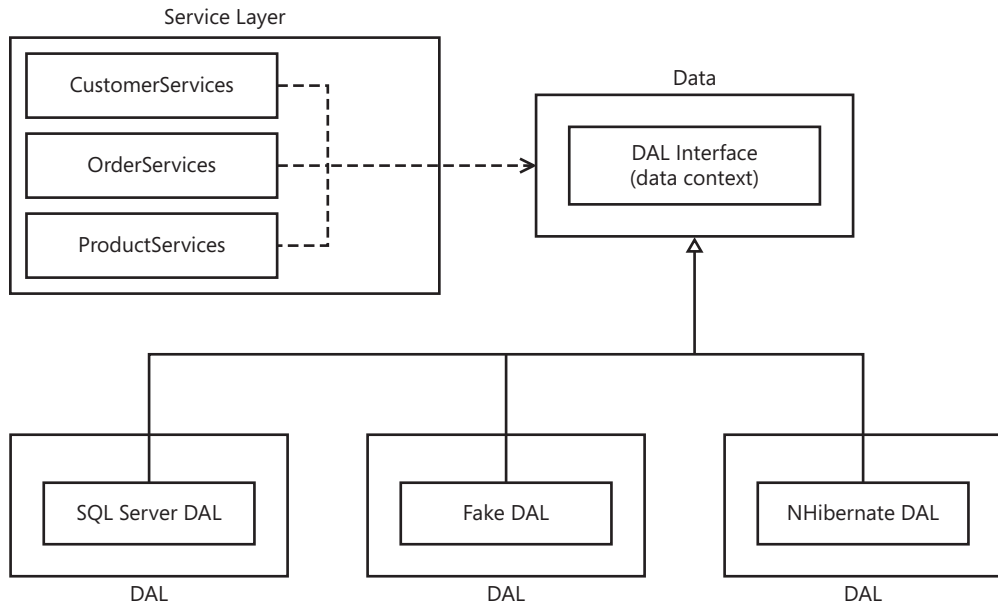 Service Layer
CustomerServices
OrderServices
ProductServices
Data
DAL Interface
(data context)
SQL Server DAL
DAL
Fake DAL
DAL
NHibernate DAL
DAL